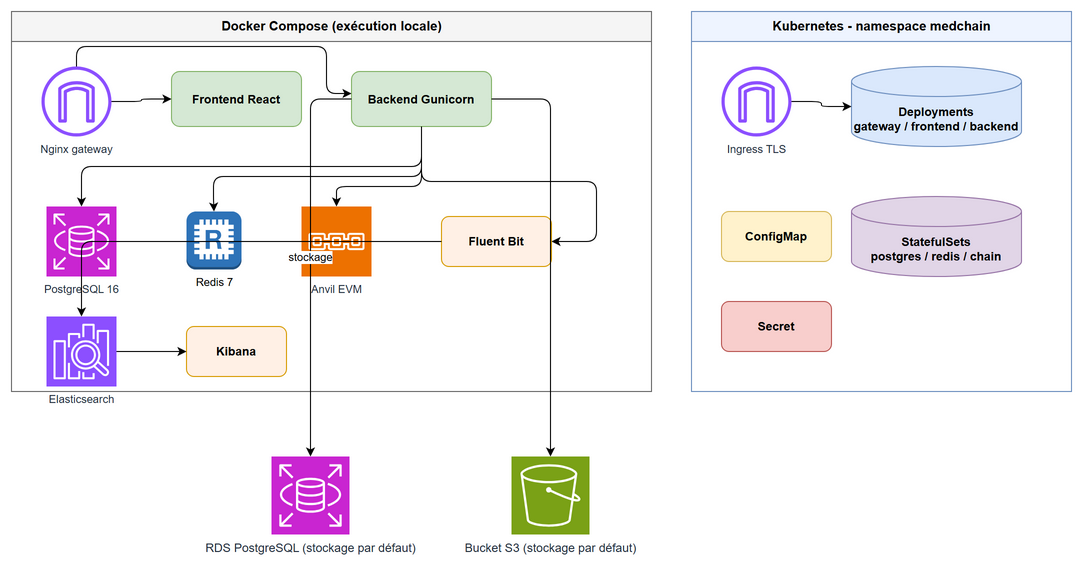 Docker Compose (exécution locale)
Kubernetes - namespace medchain
Frontend React
Backend Gunicorn
Nginx gateway
Ingress TLS
Deployments
gateway / frontend / backend
PostgreSQL 16
R
Redis 7
stockage
Anvil EVM
Fluent Bit
ConfigMap
StatefulSets
postgres / redis / chain
Secret
Elasticsearch
Kibana
RDS PostgreSQL (stockage par défaut)
Bucket S3 (stockage par défaut)